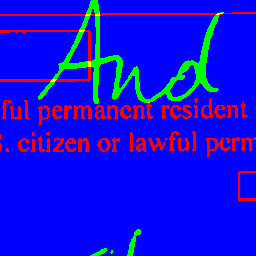 And
ful permanent resident
. citizen or lawful perm